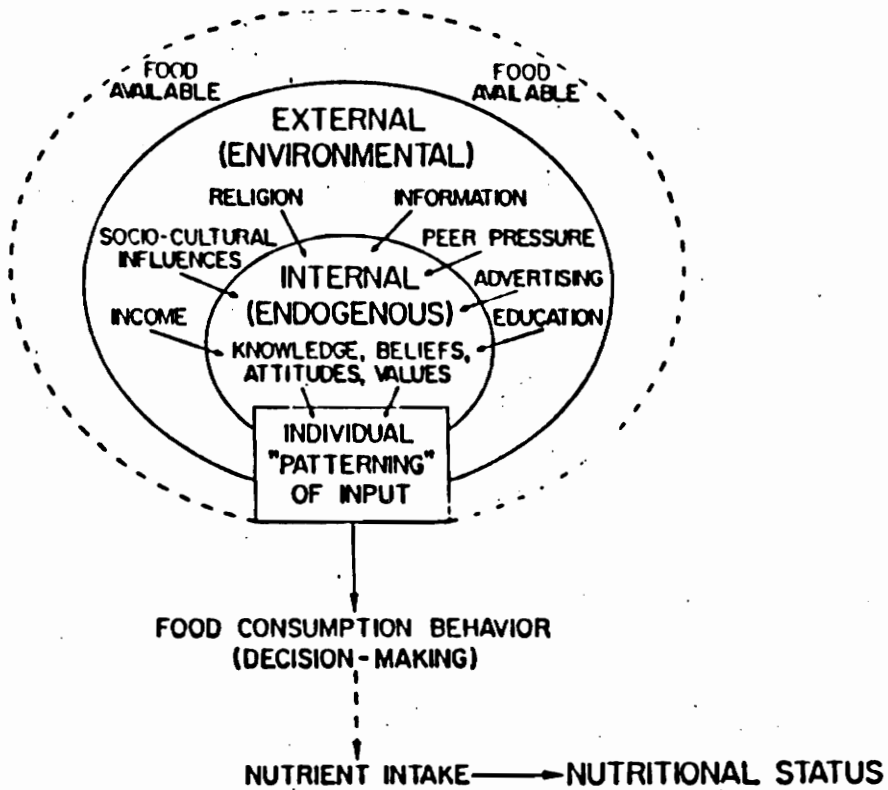 FOOD
AVAILABLE
FOOD
AVAILABLE
EXTERNAL
(ENVIRONMENTAL)
RELIGION
INFORMATION
SOCIO-CULTURAL
INFLUENCES
PEER PRESSURE
INTERNAL
(ENDOGENOUS)
ADVERTISING
INCOME
EDUCATION
KNOWLEDGE, BELIEFS,
ATTITUDES, VALUES
INDIVIDUAL
"PATTERNING"
OF INPUT
FOOD CONSUMPTION BEHAVIOR
(DECISION-MAKING)
NUTRIENT INTAKE
NUTRITIONAL STATUS